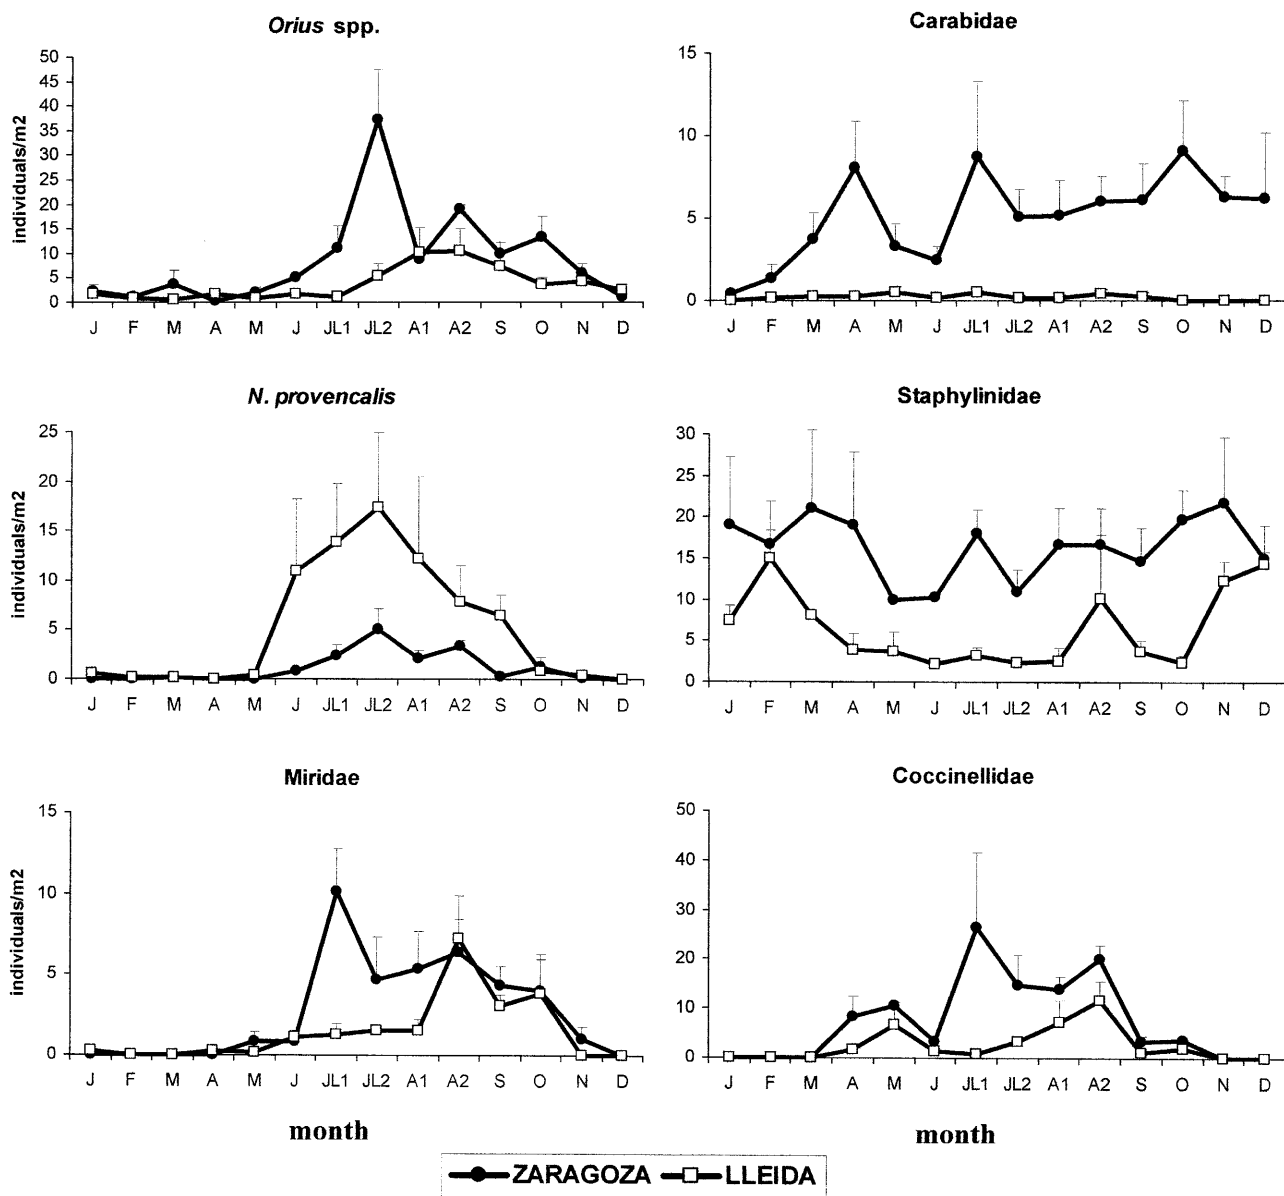 Orius spp.
50
45
40
35
30
25
20
15
10
5
0
individuals/m2
J F M A M J JL1 JL2 A1 A2 S O N D
Carabidae
15
10
5
0
J F M A M J JL1 JL2 A1 A2 S O N D
N. provencalis
25
20
15
10
5
0
individuals/m2
J F M A M J JL1 JL2 A1 A2 S O N D
Staphylinidae
30
25
20
15
10
5
0
J F M A M J JL1 JL2 A1 A2 S O N D
Miridae
15
10
5
0
individuals/m2
J F M A M J JL1 JL2 A1 A2 S O N D
month
Coccinellidae
50
40
30
20
10
0
J F M A M J JL1 JL2 A1 A2 S O N D
month
ZARAGOZA LLEIDA